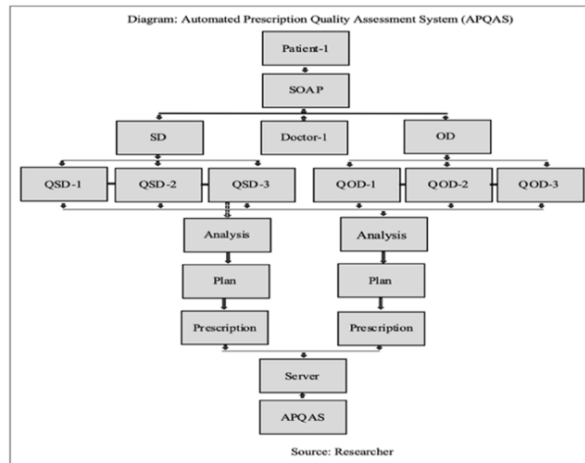 Diagram: Automated Prescription Quality Assessment System (APQAS)
Patient-1
SOAP
SD Doctor-1 OD
QSD-1 QSD-2 QSD-3 QOD-1 QOD-2 QOD-3
Analysis Analysis
Plan Plan
Prescription Prescription
Server
APQAS
Source: Researcher